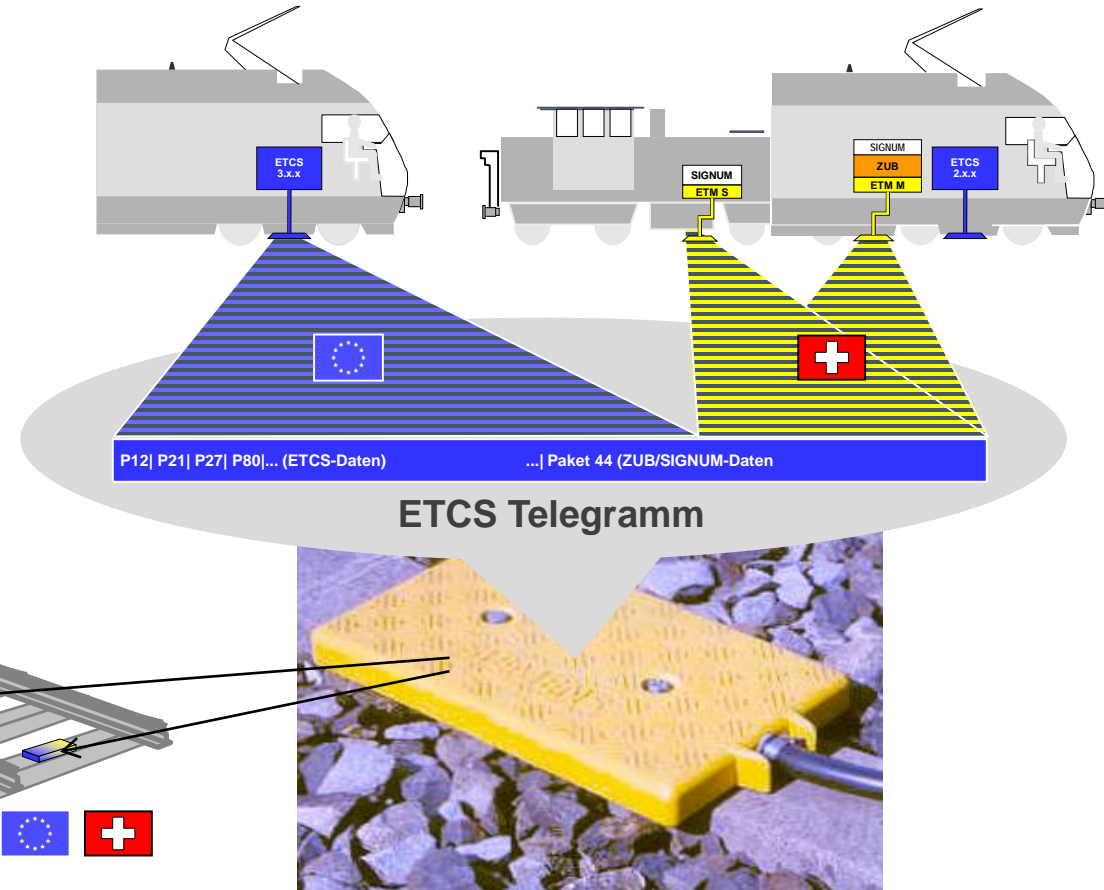 ETCS
3.x.x
SIGNUM
ETM S
SIGNUM
ZUB
ETM M
ETCS
2.x.x
P12| P21| P27| P80|... (ETCS-Daten)
...| Paket 44 (ZUB/SIGNUM-Daten
ETCS Telegramm